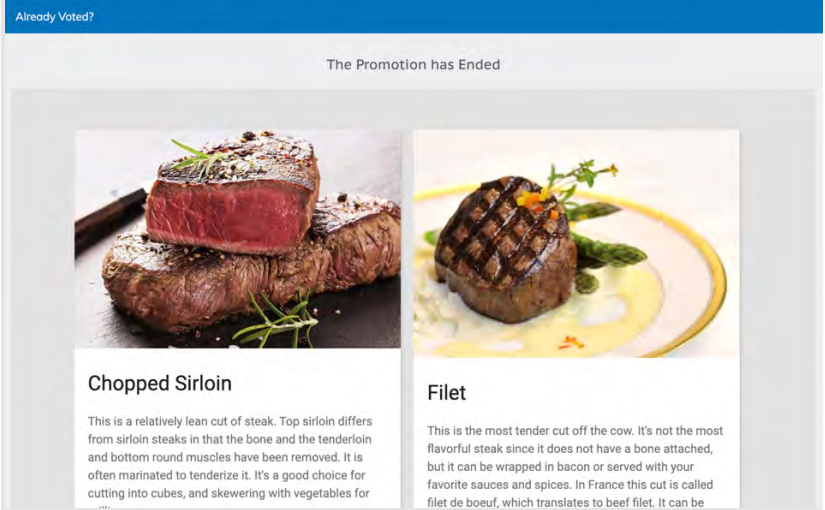 Already Voted?
The Promotion has Ended
Chopped Sirloin
This is a relatively lean cut of steak. Top sirloin differs
from sirloin steaks in that the bone and the tenderloin
and bottom round muscles have been removed. It is
often marinated to tenderize it. It's a good choice for
cutting into cubes, and skewering with vegetables for
Filet
This is the most tender cut off the cow. It's not the most
flavorful steak since it does not have a bone attached,
but it can be wrapped in bacon or served with your
favorite sauces and spices. In France this cut is called
filet de boeuf, which translates to beef filet. It can be